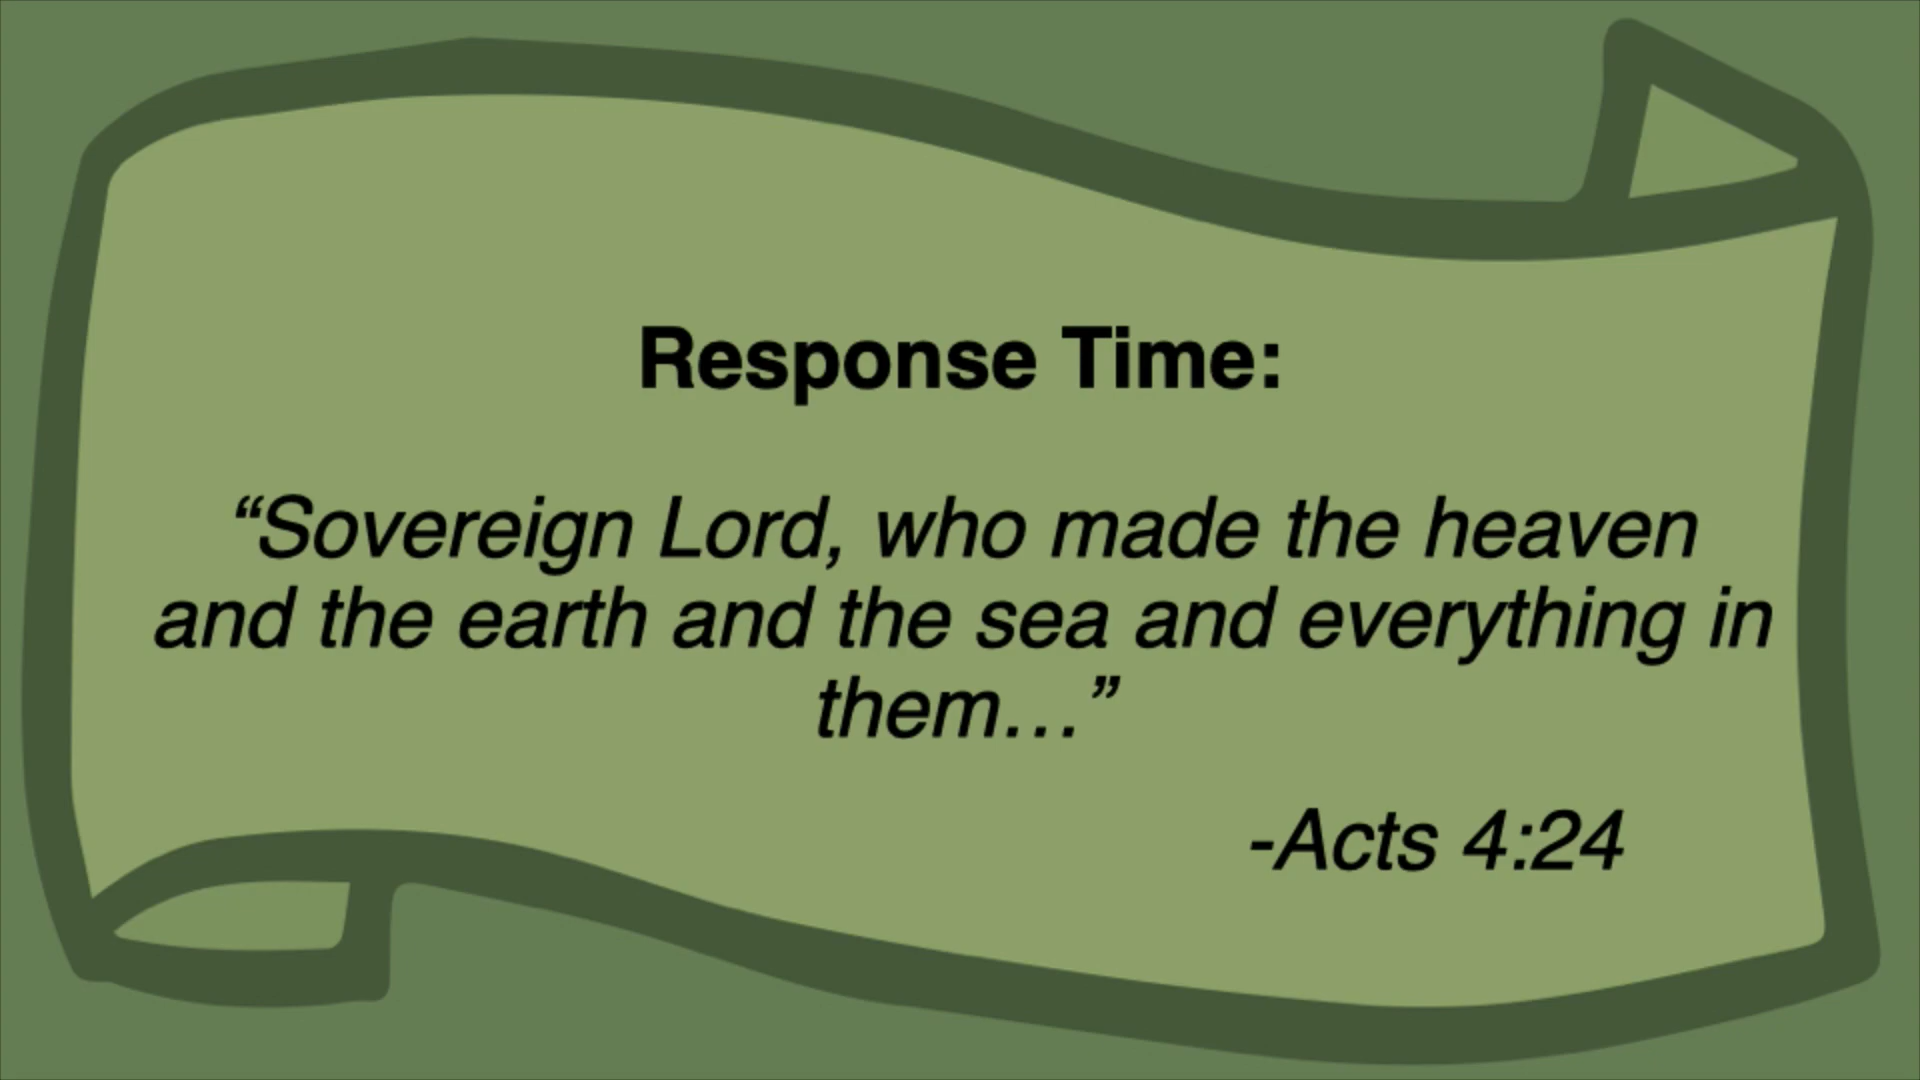 Response Time:
“Sovereign Lord, who made the heaven
and the earth and the sea and everything in
them…”
-Acts 4:24